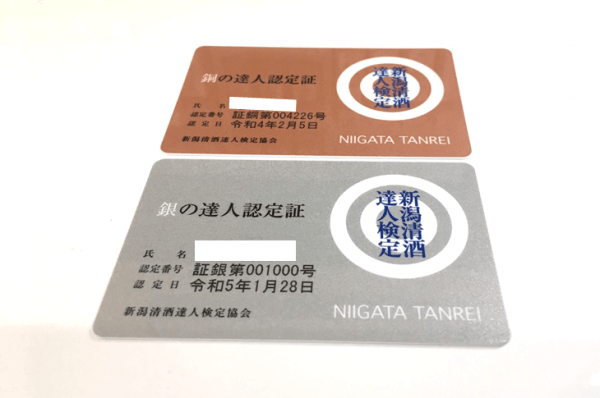 銅の達人認定証
氏 名
認定番号 証銅第004226号
認定日 令和4年2月5日
新潟清酒達人検定協会
新潟清酒
達人検定
NIIGATA TANREI
銀の達人認定証
氏 名
認定番号 証銀第001000号
認定日 令和5年1月28日
新潟清酒達人検定協会
新潟清酒
達人検定
NIIGATA TANREI